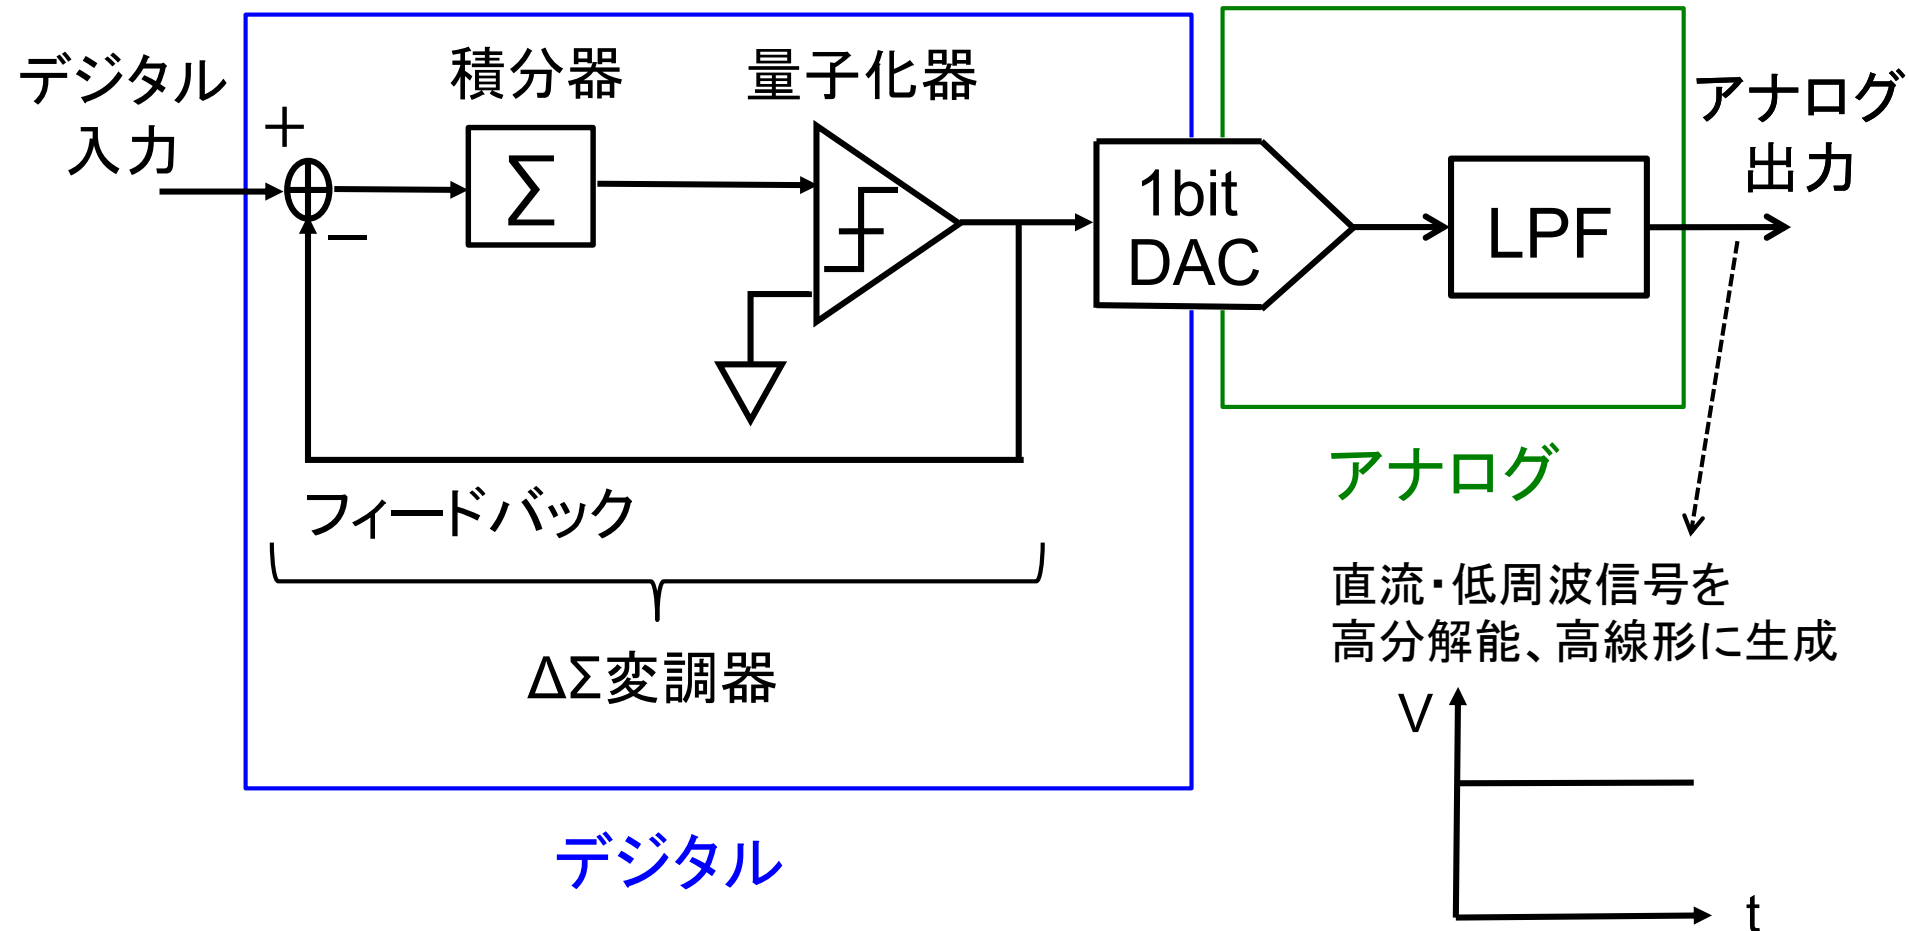 デジタル
入力
+
−
積分器
Σ
量子化器
1bit
DAC
LPF
アナログ
出力
フィードバック
ΔΣ変調器
デジタル
アナログ
直流・低周波信号を
高分解能、高線形に生成
V
t